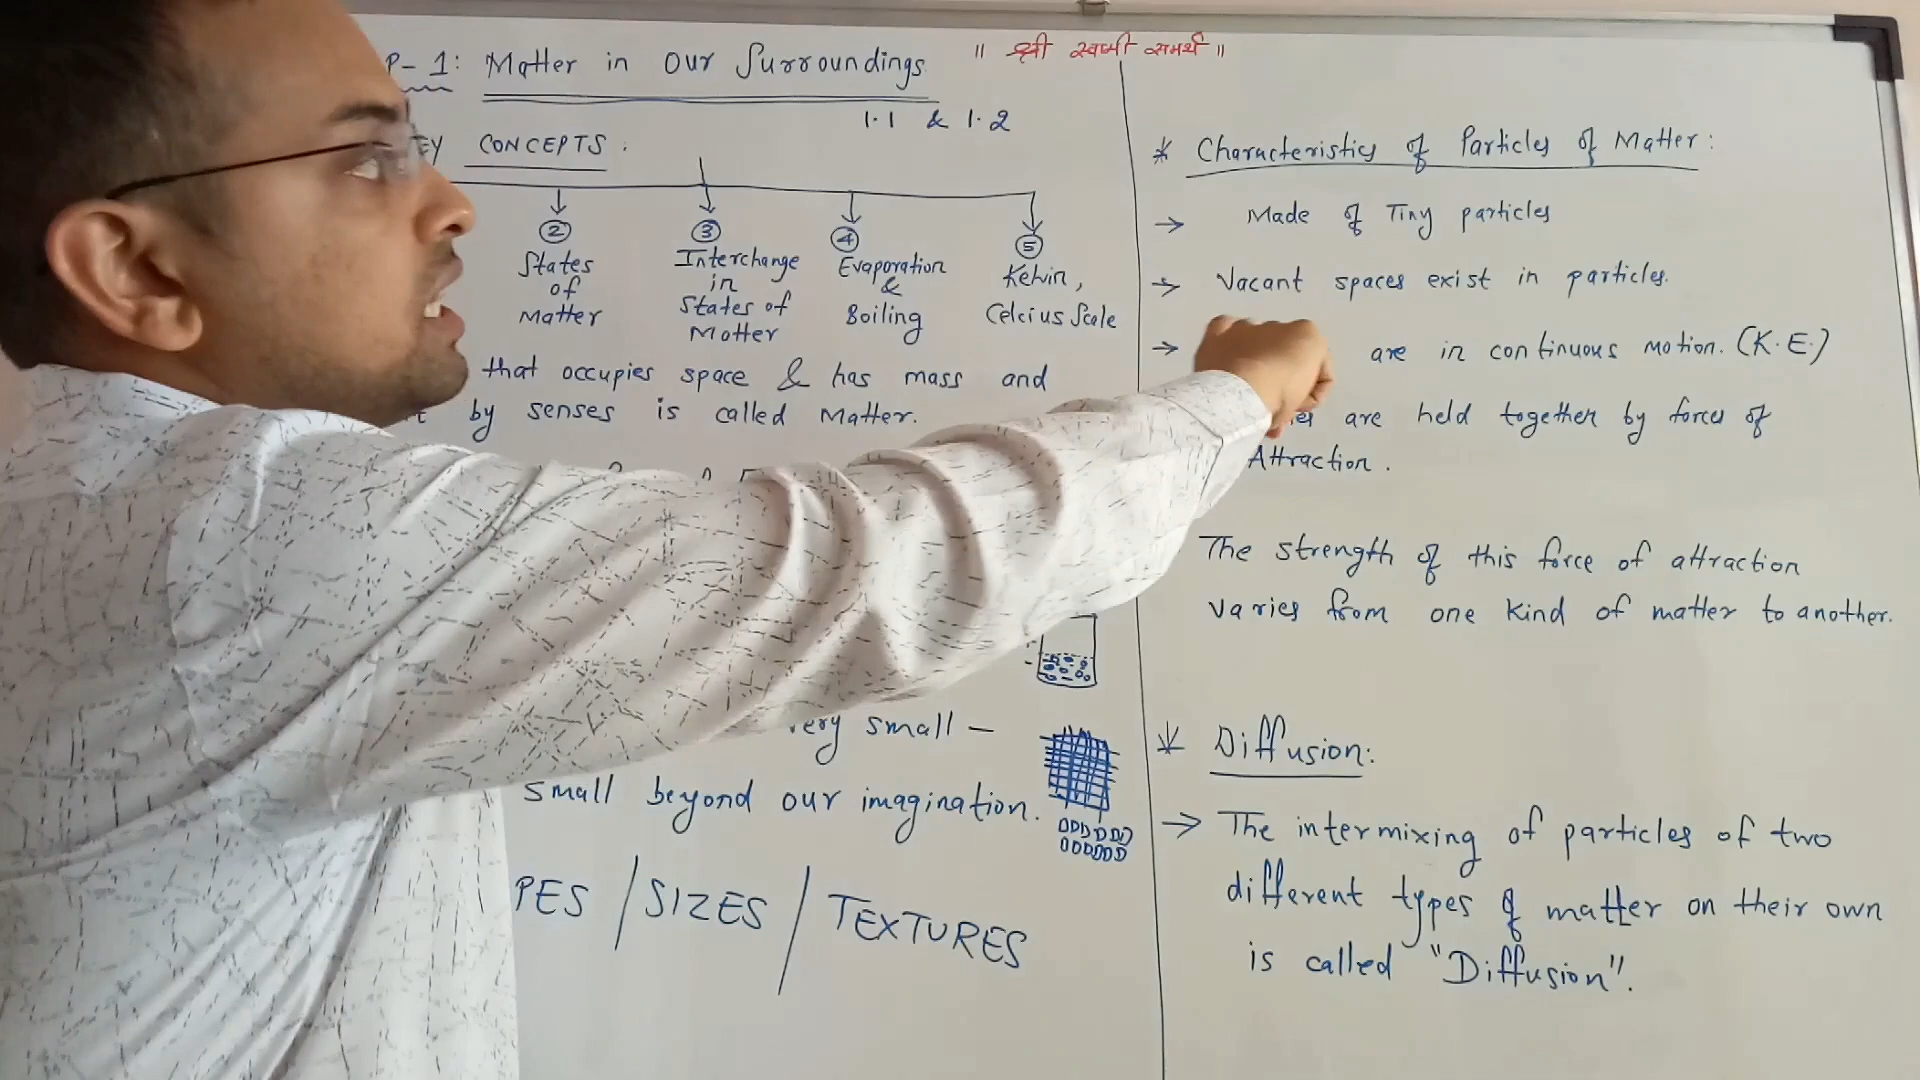 P-1: Matter in Our Surroundings
॥ श्री स्वामी समर्थ ॥
1.1 & 1.2
CONCEPTS:
2
States
of
Matter
3
Interchange
in
States of
Matter
4
Evaporation
&
Boiling
5
Kelvin,
Celcius Scale
that occupies space & has mass and
by senses is called Matter.
very small –
small beyond our imagination.
PES / SIZES / TEXTURES
* Characteristics of Particles of Matter:
→ Made of Tiny particles
→ Vacant spaces exist in particles.
→ are in continuous motion. (K.E.)
are held together by forces of
Attraction.
The strength of this force of attraction
varies from one kind of matter to another.
* Diffusion:
→ The intermixing of particles of two
different types of matter on their own
is called "Diffusion".